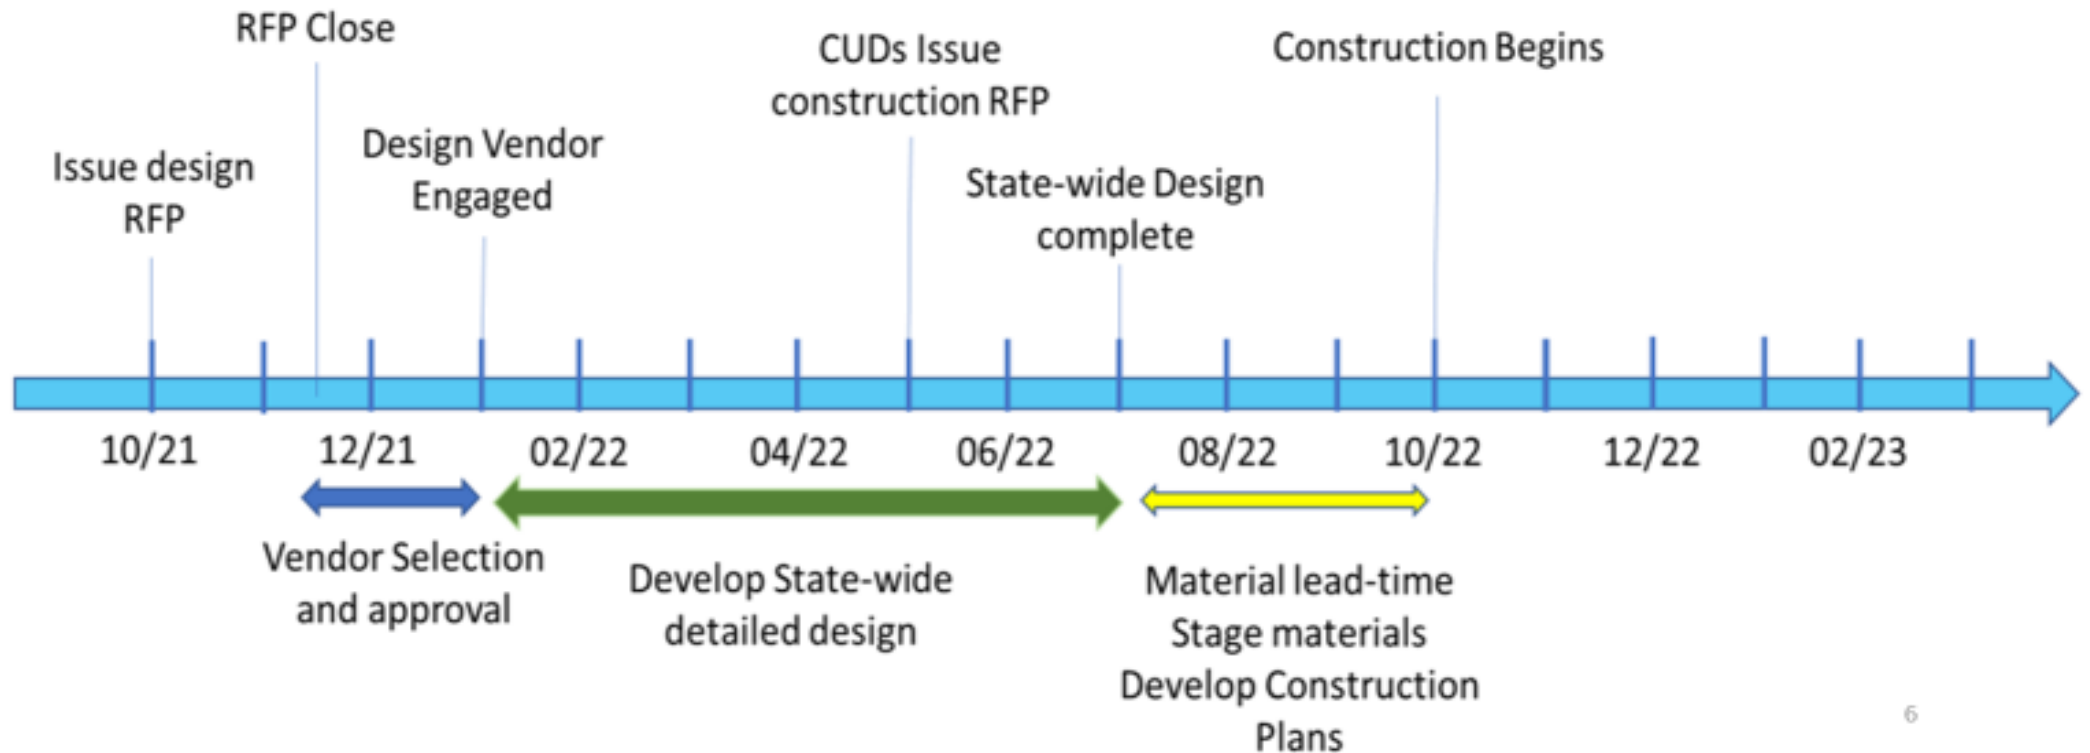 RFP Close
CUDs Issue
construction RFP
Construction Begins
Issue design
RFP
Design Vendor
Engaged
State-wide Design
complete
10/21
12/21
02/22
04/22
06/22
08/22
10/22
12/22
02/23
Vendor Selection
and approval
Develop State-wide
detailed design
Material lead-time
Stage materials
Develop Construction
Plans
6